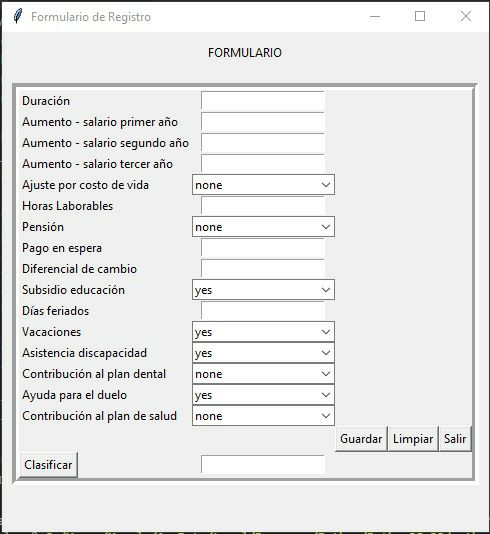 Formulario de Registro
FORMULARIO
Duración
Aumento - salario primer año
Aumento - salario segundo año
Aumento - salario tercer año
Ajuste por costo de vida none
Horas Laborables
Pensión none
Pago en espera
Diferencial de cambio
Subsidio educación yes
Días feriados
Vacaciones yes
Asistencia discapacidad yes
Contribución al plan dental none
Ayuda para el duelo yes
Contribución al plan de salud none
Guardar Limpiar Salir
Clasificar